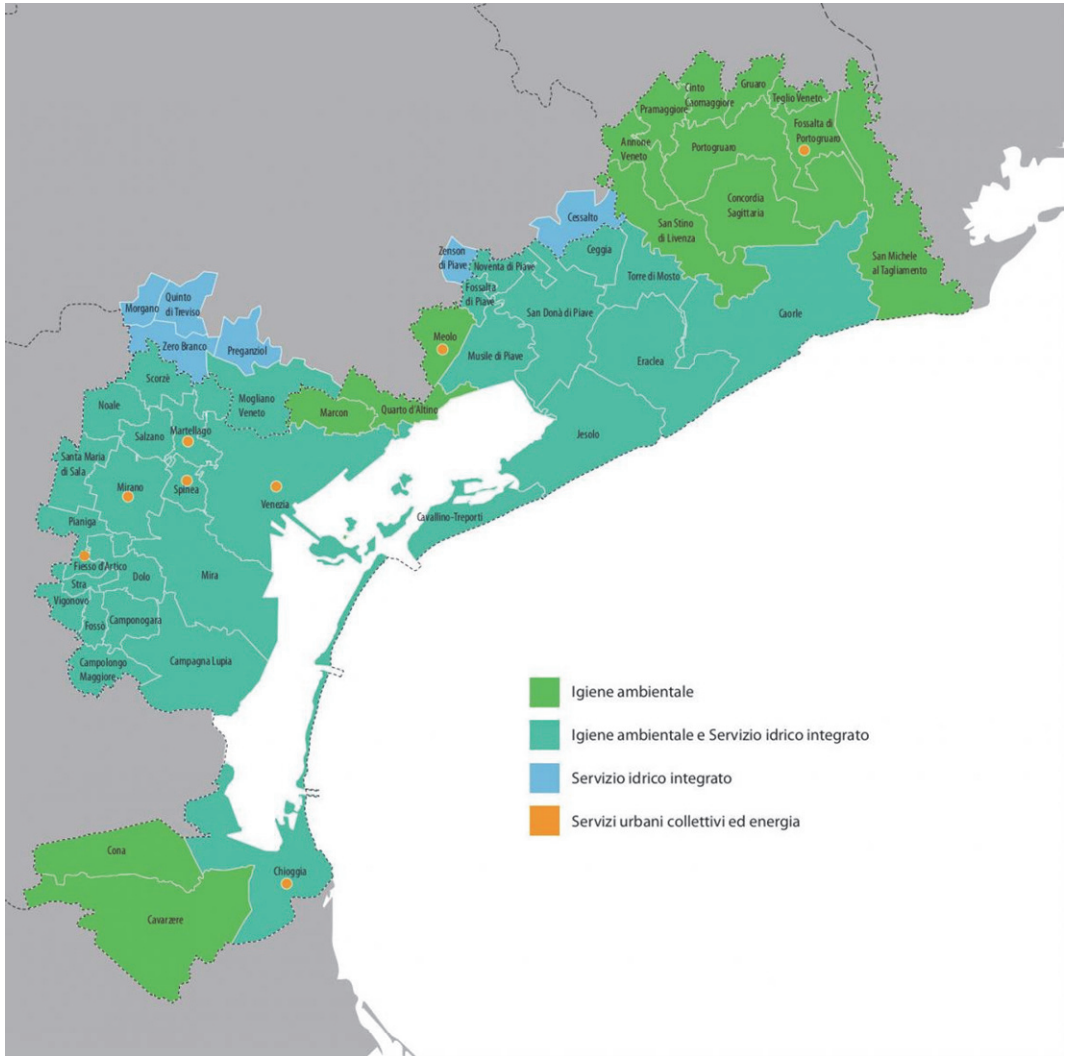 Cinto
Caomaggiore
Gruaro
Teglio Veneto
Pramaggiore
Fossalta di
Portogruaro
Annone
Veneto
Portogruaro
Concordia
Sagittaria
San Stino
di Livenza
San Michele
al Tagliamento
Cessalto
Ceggia
Torre di Mosto
Caorle
Zenson
di Piave
Noventa di Piave
Fossalta
di Piave
San Donà di Piave
Meolo
Musile di Piave
Eraclea
Jesolo
Morgano
Quinto
di Treviso
Zero Branco
Preganziol
Scorzè
Mogliano
Veneto
Marcon
Quarto d'Altino
Noale
Salzano
Martellago
Santa Maria
di Sala
Mirano
Spinea
Venezia
Cavallino-Treporti
Pianiga
Fiesso d'Artico
Dolo
Mira
Stra
Vigonovo
Fossò
Camponogara
Campolongo
Maggiore
Campagna Lupia
Igiene ambientale
Igiene ambientale e Servizio idrico integrato
Servizio idrico integrato
Servizi urbani collettivi ed energia
Cona
Chioggia
Cavarzere